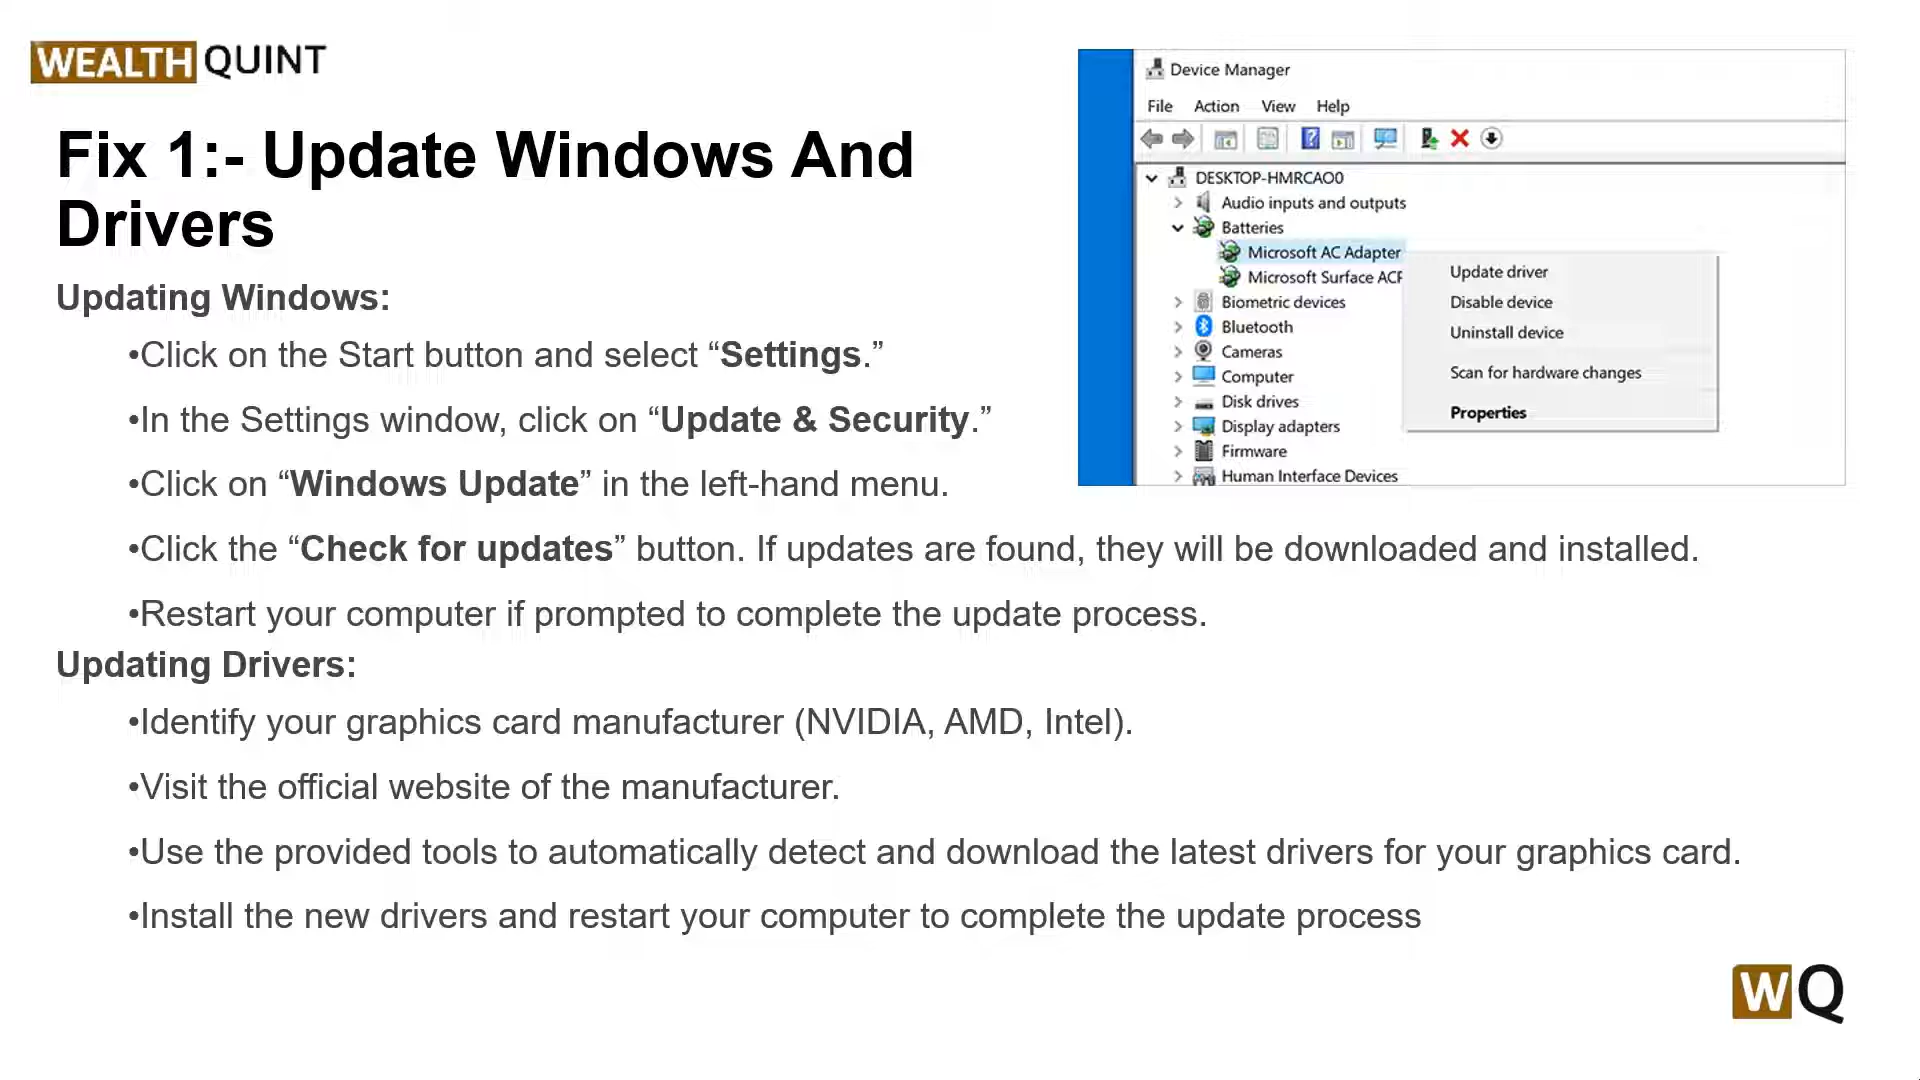 WEALTH QUINT
Fix 1:- Update Windows And
Drivers
Updating Windows:
•Click on the Start button and select “Settings.”
•In the Settings window, click on “Update & Security.”
•Click on “Windows Update” in the left-hand menu.
•Click the “Check for updates” button. If updates are found, they will be downloaded and installed.
•Restart your computer if prompted to complete the update process.
Updating Drivers:
•Identify your graphics card manufacturer (NVIDIA, AMD, Intel).
•Visit the official website of the manufacturer.
•Use the provided tools to automatically detect and download the latest drivers for your graphics card.
•Install the new drivers and restart your computer to complete the update process
Device Manager
File Action View Help
DESKTOP-HMRCAO0
Audio inputs and outputs
Batteries
Microsoft AC Adapter
Microsoft Surface ACP
Biometric devices
Bluetooth
Cameras
Computer
Disk drives
Display adapters
Firmware
Human Interface Devices
Update driver
Disable device
Uninstall device
Scan for hardware changes
Properties
WQ